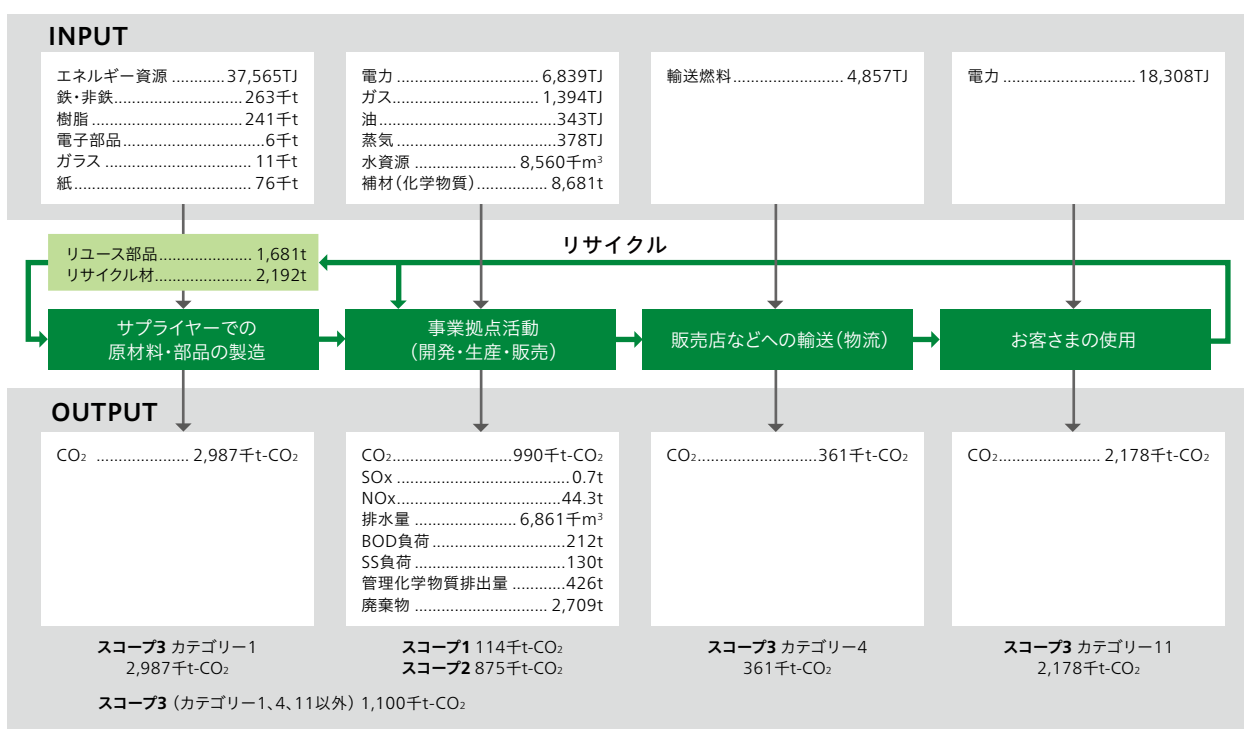 INPUT
エネルギー資源 ............37,565TJ
鉄・非鉄............................263千t
樹脂.................................241千t
電子部品..............................6千t
ガラス ................................ 11千t
紙...................................... 76千t
電力 ............................... 6,839TJ
ガス................................ 1,394TJ
油.......................................343TJ
蒸気...................................378TJ
水資源 ...................... 8,560千m³
補材(化学物質)................ 8,681t
輸送燃料........................ 4,857TJ
電力 ............................. 18,308TJ
リサイクル
リユース部品.................... 1,681t
リサイクル材...................... 2,192t
サプライヤーでの
原材料・部品の製造
事業拠点活動
(開発・生産・販売)
販売店などへの輸送(物流)
お客さまの使用
OUTPUT
CO₂ .................... 2,987千t-CO₂
CO₂..........................990千t-CO₂
SOx ......................................0.7t
NOx....................................44.3t
排水量 ....................... 6,861千m³
BOD負荷..............................212t
SS負荷..................................130t
管理化学物質排出量 ............426t
廃棄物 ............................. 2,709t
CO₂..........................361千t-CO₂
CO₂...................... 2,178千t-CO₂
スコープ3 カテゴリー1
2,987千t-CO₂
スコープ1 114千t-CO₂
スコープ2 875千t-CO₂
スコープ3 カテゴリー4
361千t-CO₂
スコープ3 カテゴリー11
2,178千t-CO₂
スコープ3 (カテゴリー1、4、11以外) 1,100千t-CO₂